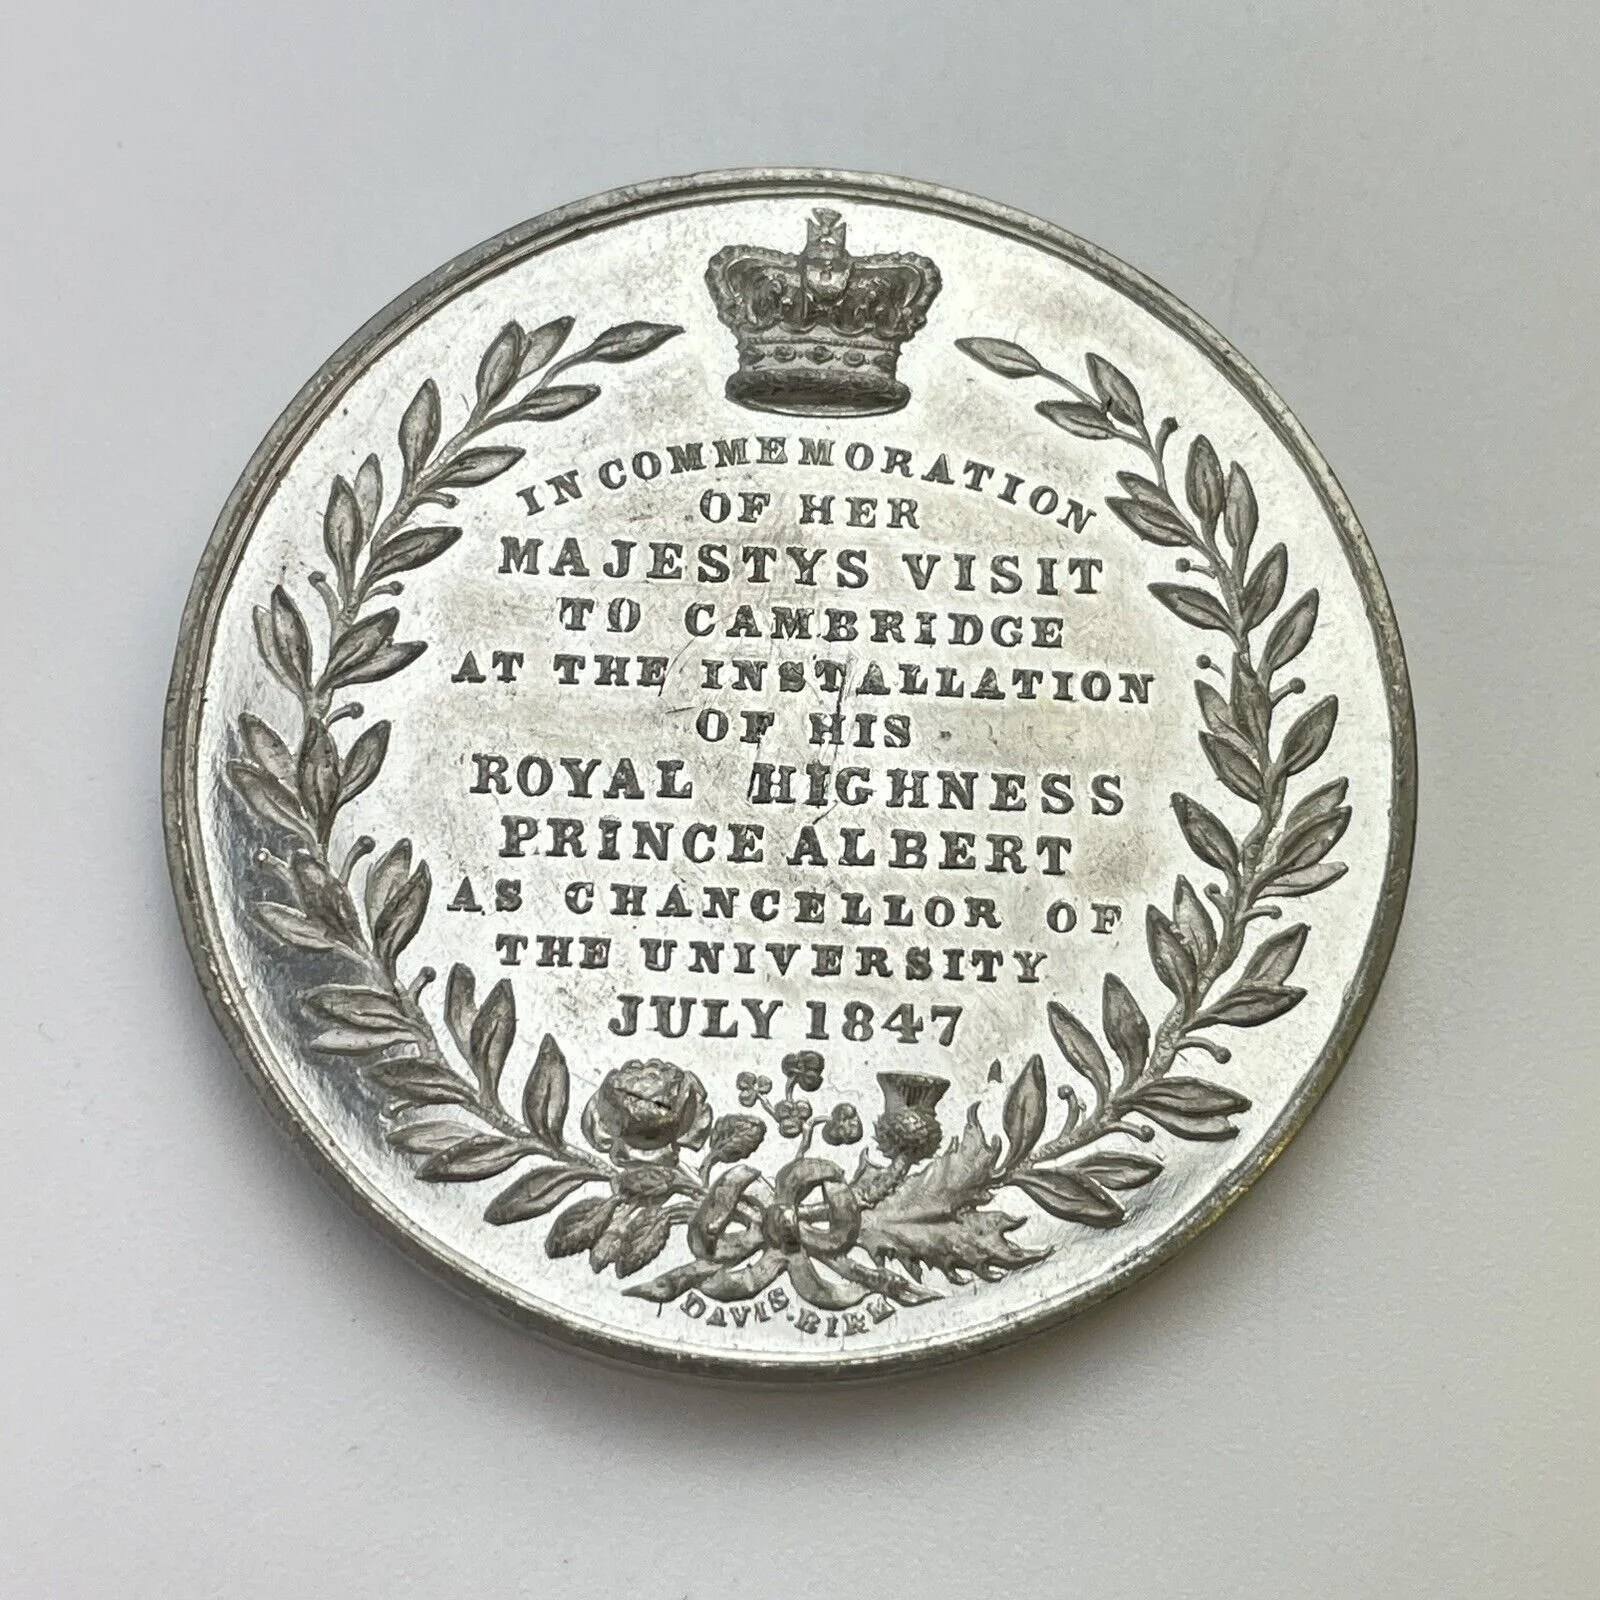 IN COMMEMORATION
OF HER
MAJESTYS VISIT
TO CAMBRIDGE
AT THE INSTALLATION
OF HIS
ROYAL HIGHNESS
PRINCE ALBERT
AS CHANCELLOR OF
THE UNIVERSITY
JULY 1847
DAVIS. BIRM